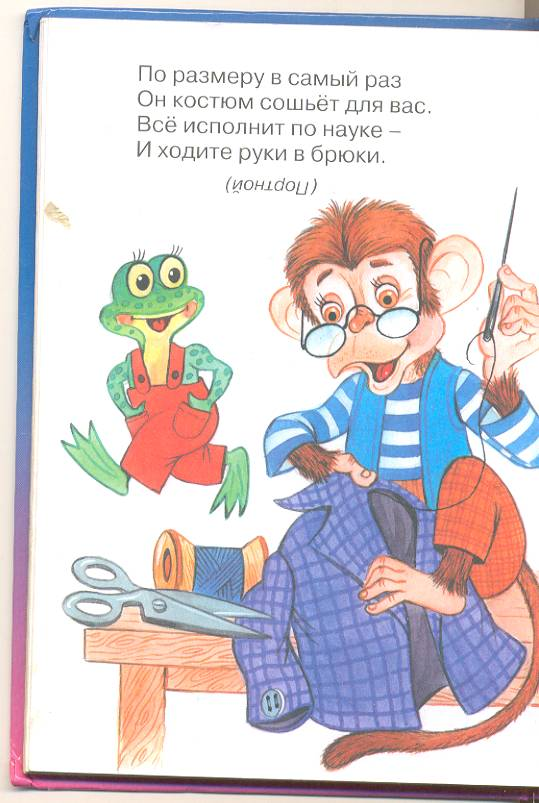 По размеру в самый раз
Он костюм сошьёт для вас.
Всё исполнит по науке –
И ходите руки в брюки.
(Портной)